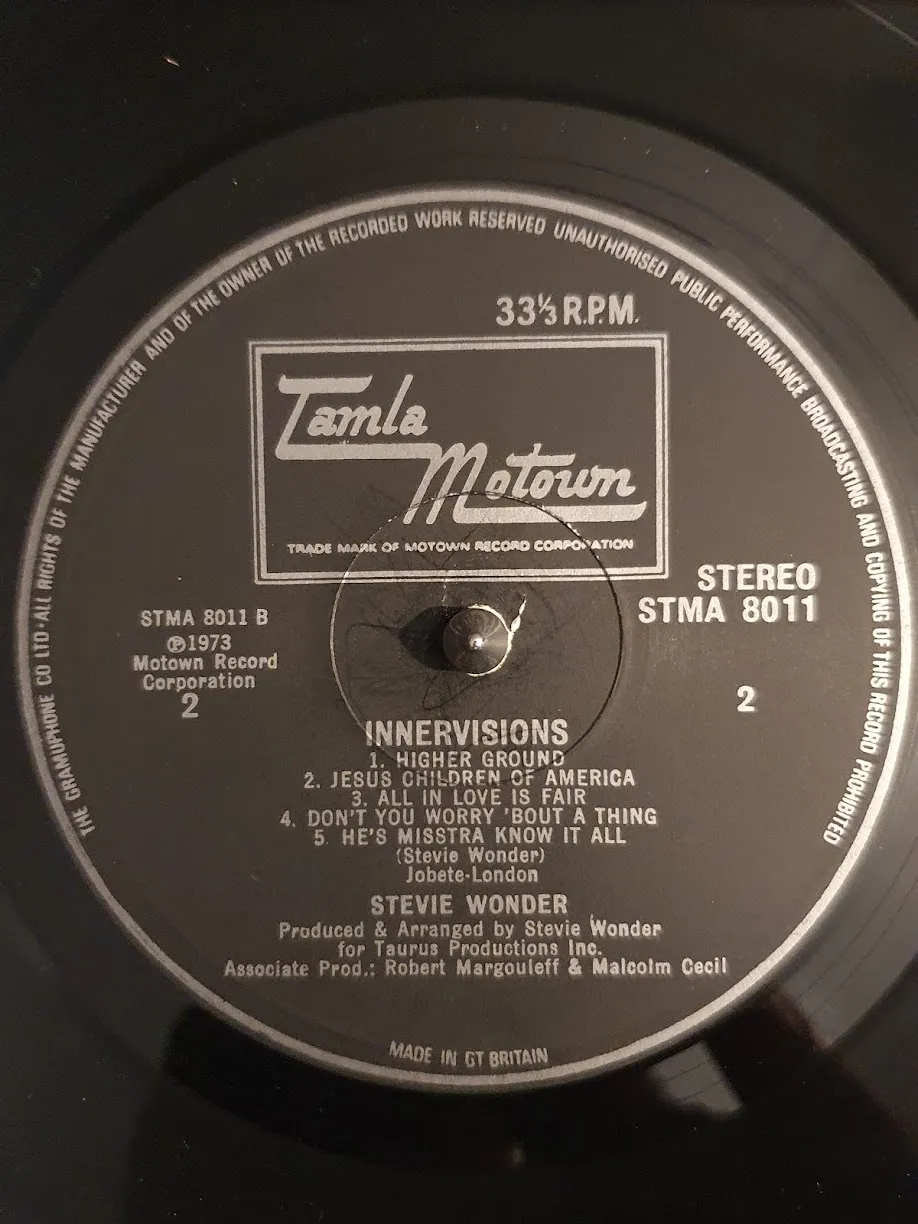 THE GRAMOPHONE CO LTD·ALL RIGHTS OF THE MANUFACTURER AND OF THE OWNER OF THE RECORDED WORK RESERVED UNAUTHORISED PUBLIC PERFORMANCE BROADCASTING AND COPYING OF THIS RECORD PROHIBITED
33⅓ R.P.M.
Tamla
Motown
TRADE MARK OF MOTOWN RECORD CORPORATION
STEREO
STMA 8011
STMA 8011 B
℗1973
Motown Record
Corporation
2
2
INNERVISIONS
1. HIGHER GROUND
2. JESUS CHILDREN OF AMERICA
3. ALL IN LOVE IS FAIR
4. DON'T YOU WORRY 'BOUT A THING
5. HE'S MISSTRA KNOW IT ALL
(Stevie Wonder)
Jobete-London
STEVIE WONDER
Produced & Arranged by Stevie Wonder
for Taurus Productions Inc.
Associate Prod.: Robert Margouleff & Malcolm Cecil
MADE IN GT BRITAIN